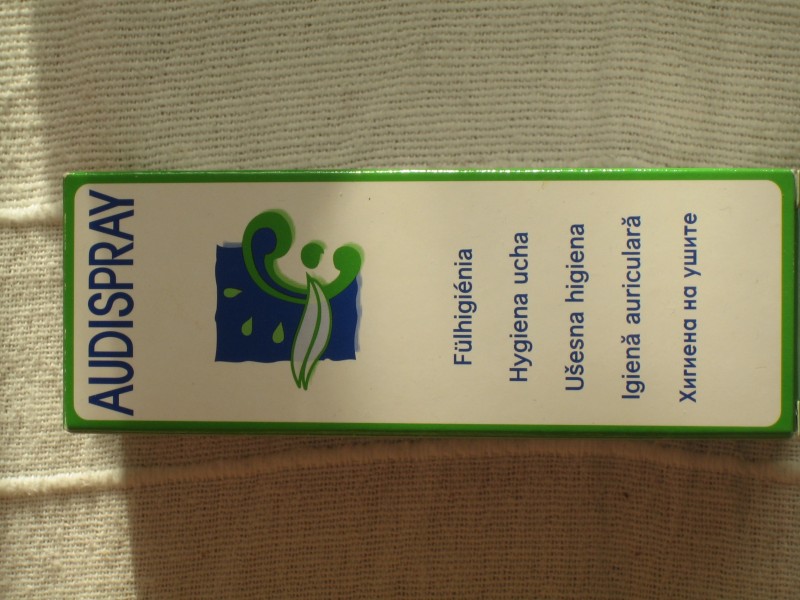 AUDISPRAY
Fülhigiénia
Hygiena ucha
Ušesna higiena
Igienă auriculară
Хигиена на ушите